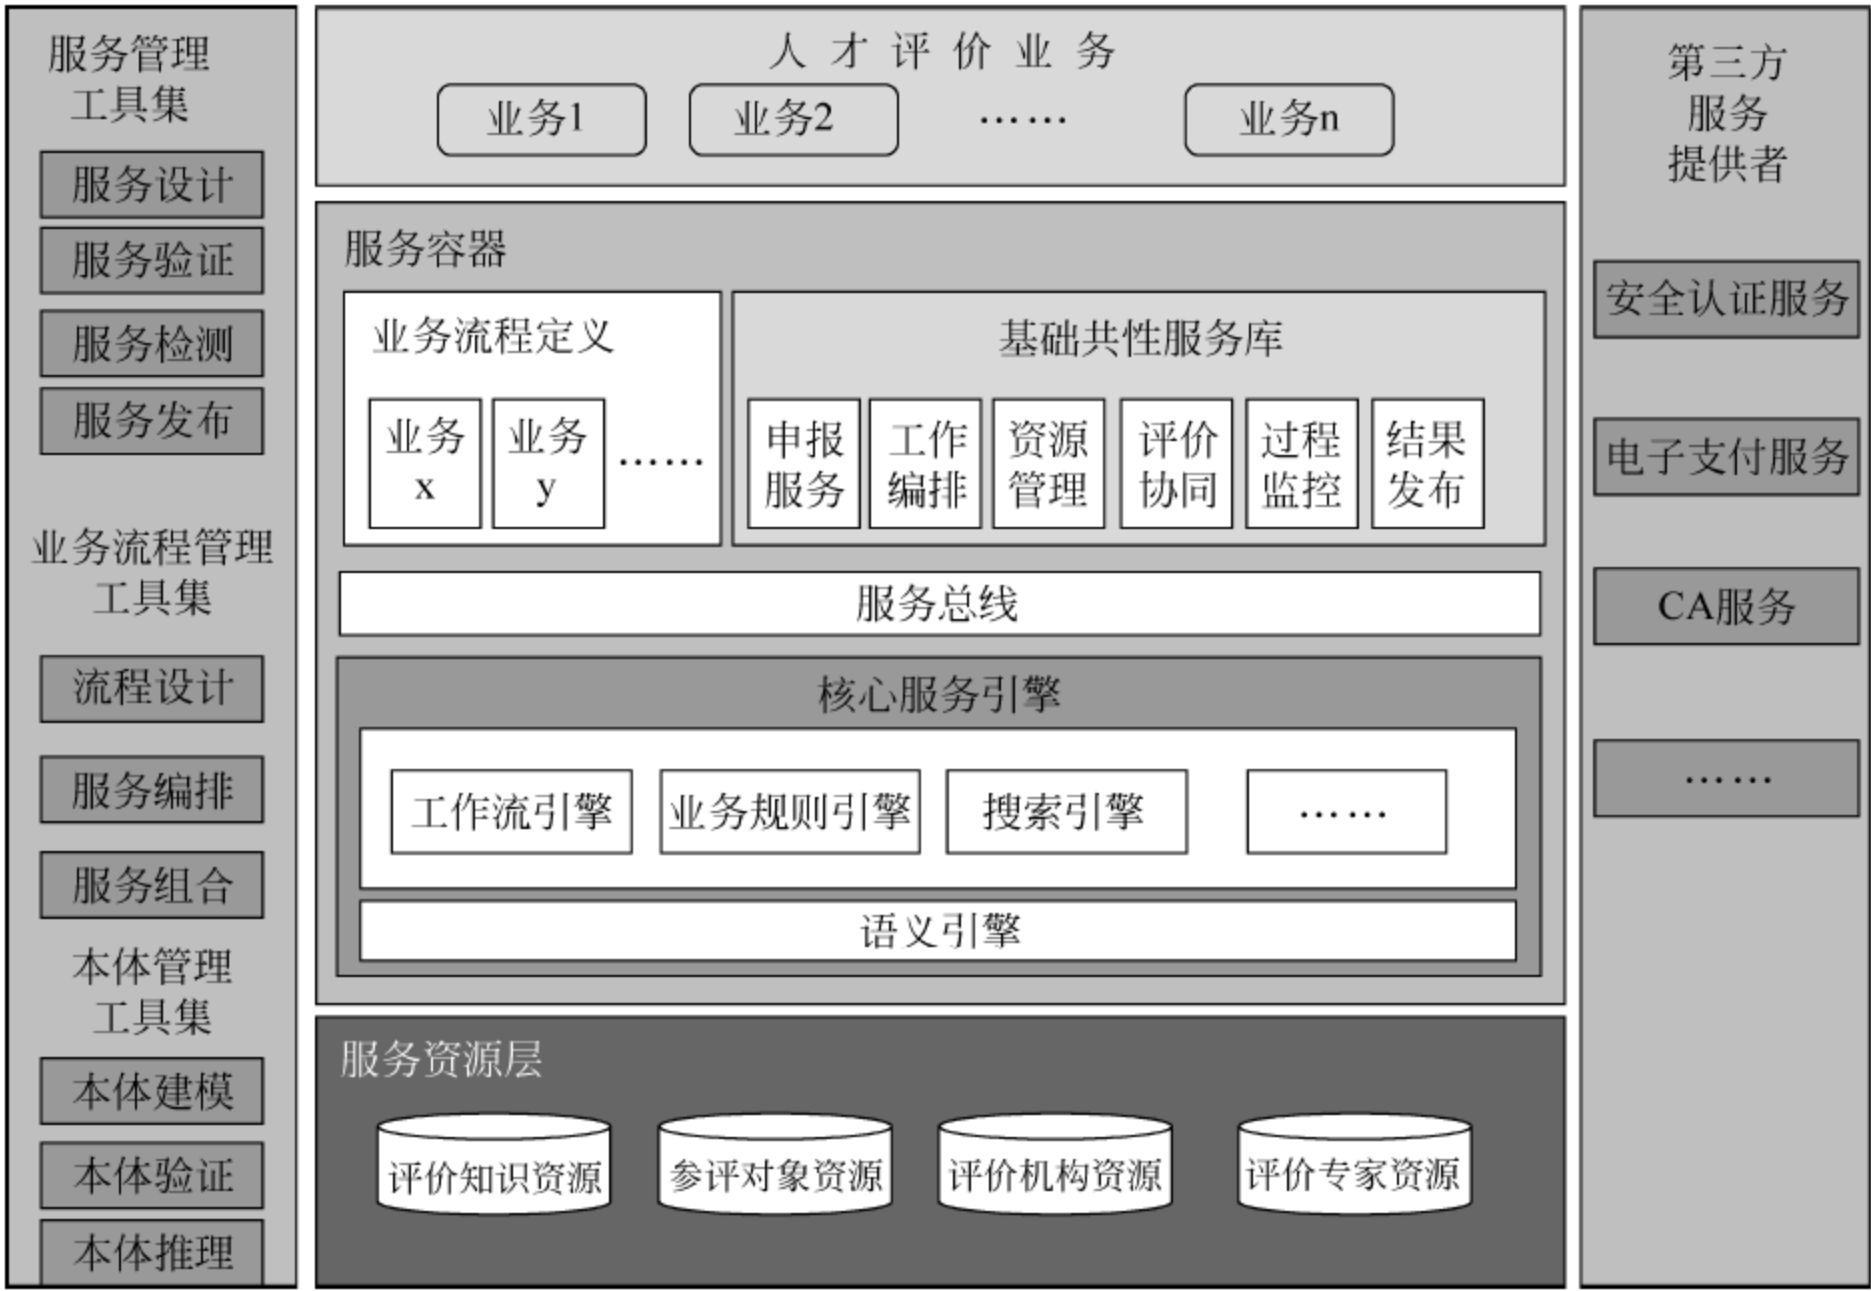 服务管理
工具集
服务设计
服务验证
服务检测
服务发布
业务流程管理
工具集
流程设计
服务编排
服务组合
本体管理
工具集
本体建模
本体验证
本体推理
人才评价业务
业务1 业务2 …… 业务n
服务容器
业务流程定义
业务
x
业务
y
……
基础共性服务库
申报
服务
工作
编排
资源
管理
评价
协同
过程
监控
结果
发布
服务总线
核心服务引擎
工作流引擎 业务规则引擎 搜索引擎 ……
语义引擎
服务资源层
评价知识资源 参评对象资源 评价机构资源 评价专家资源
第三方
服务
提供者
安全认证服务
电子支付服务
CA服务
……